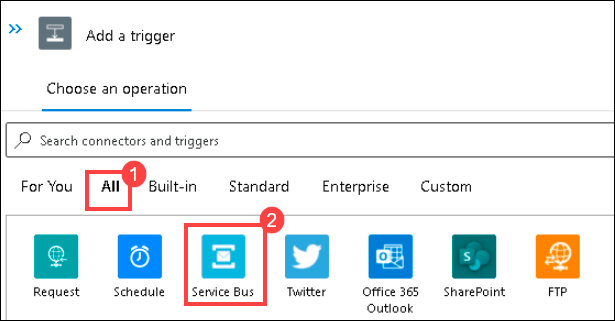 Add a trigger
Choose an operation
Search connectors and triggers
1
For You All Built-in Standard Enterprise Custom
2
Request Schedule Service Bus Twitter Office 365 Outlook SharePoint FTP